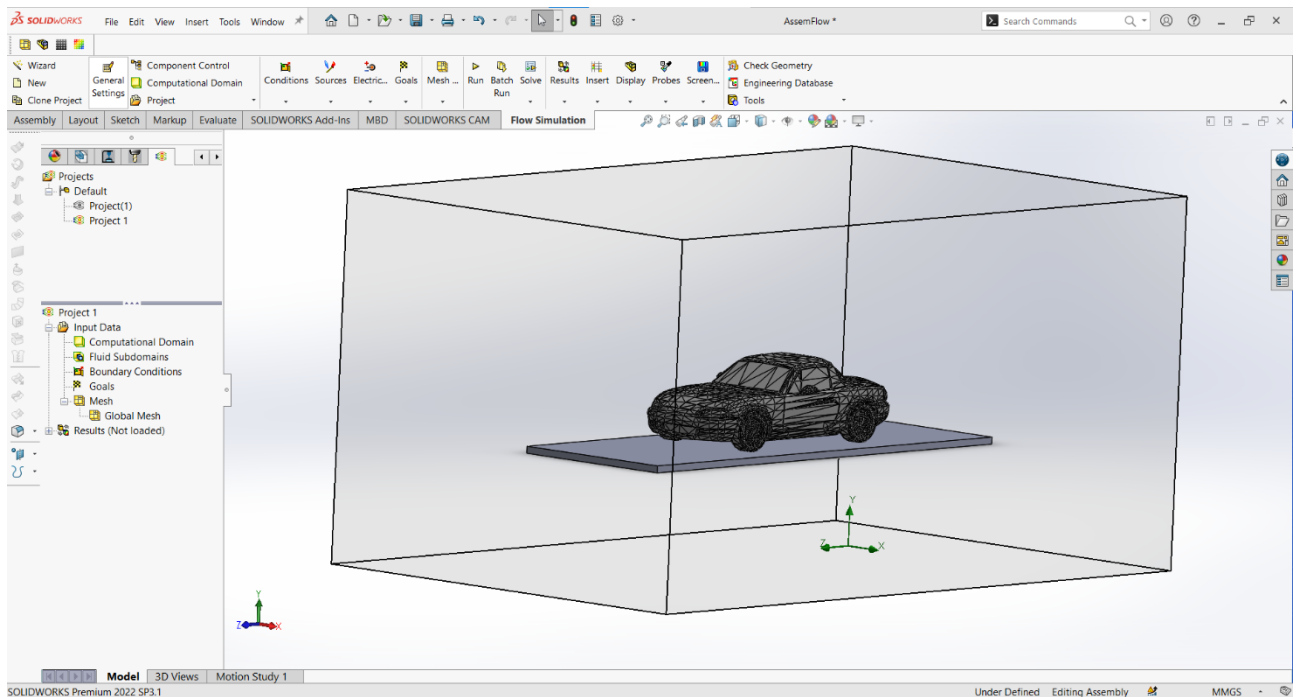 SOLIDWORKS File Edit View Insert Tools Window AssemFlow * Search Commands
Wizard Component Control Check Geometry
New General Settings Computational Domain Conditions Sources Electric... Goals Mesh ... Run Batch Run Solve Results Insert Display Probes Screen... Engineering Database
Clone Project Project Tools
Assembly Layout Sketch Markup Evaluate SOLIDWORKS Add-Ins MBD SOLIDWORKS CAM Flow Simulation
Projects
Default
Project(1)
Project 1
Project 1
Input Data
Computational Domain
Fluid Subdomains
Boundary Conditions
Goals
Mesh
Global Mesh
Results (Not loaded)
Y
Z X
Y
Z X
Model 3D Views Motion Study 1
SOLIDWORKS Premium 2022 SP3.1 Under Defined Editing Assembly MMGS